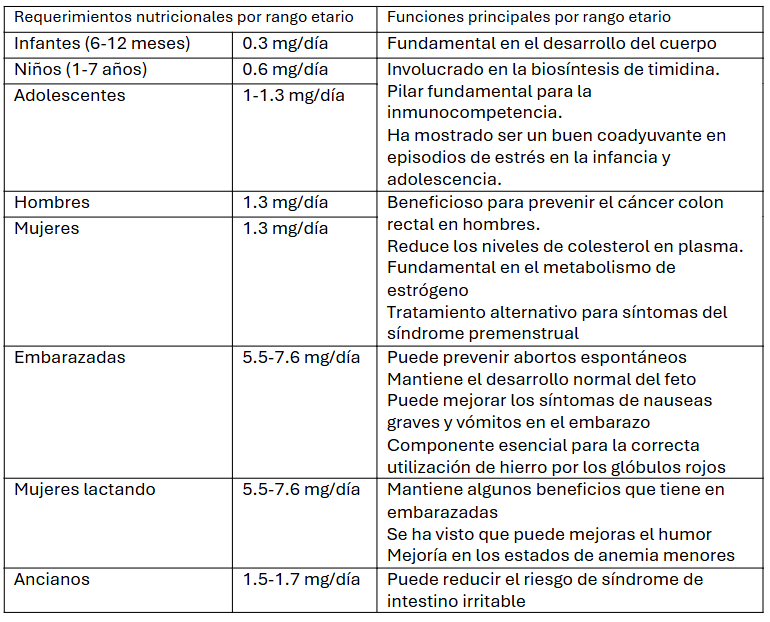 Requerimientos nutricionales por rango etario
Funciones principales por rango etario
Infantes (6-12 meses)
0.3 mg/día
Fundamental en el desarrollo del cuerpo
Niños (1-7 años)
0.6 mg/día
Adolescentes
1-1.3 mg/día
Involucrado en la biosíntesis de timidina.
Pilar fundamental para la
inmunocompetencia.
Ha mostrado ser un buen coadyuvante en
episodios de estrés en la infancia y
adolescencia.
Hombres
1.3 mg/día
Mujeres
1.3 mg/día
Beneficioso para prevenir el cáncer colon
rectal en hombres.
Reduce los niveles de colesterol en plasma.
Fundamental en el metabolismo de
estrógeno
Tratamiento alternativo para síntomas del
síndrome premenstrual
Embarazadas
5.5-7.6 mg/día
Puede prevenir abortos espontáneos
Mantiene el desarrollo normal del feto
Puede mejorar los síntomas de nauseas
graves y vómitos en el embarazo
Componente esencial para la correcta
utilización de hierro por los glóbulos rojos
Mujeres lactando
5.5-7.6 mg/día
Mantiene algunos beneficios que tiene en
embarazadas
Se ha visto que puede mejoras el humor
Mejoría en los estados de anemia menores
Ancianos
1.5-1.7 mg/día
Puede reducir el riesgo de síndrome de
intestino irritable